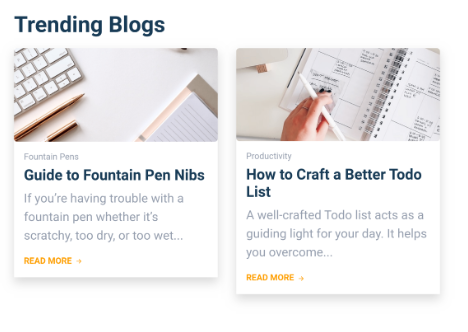 Trending Blogs
Fountain Pens
Guide to Fountain Pen Nibs
If you're having trouble with a
fountain pen whether it's
scratchy, too dry, or too wet...
READ MORE →
Productivity
How to Craft a Better Todo
List
A well-crafted Todo list acts as a
guiding light for your day. It helps
you overcome...
READ MORE →